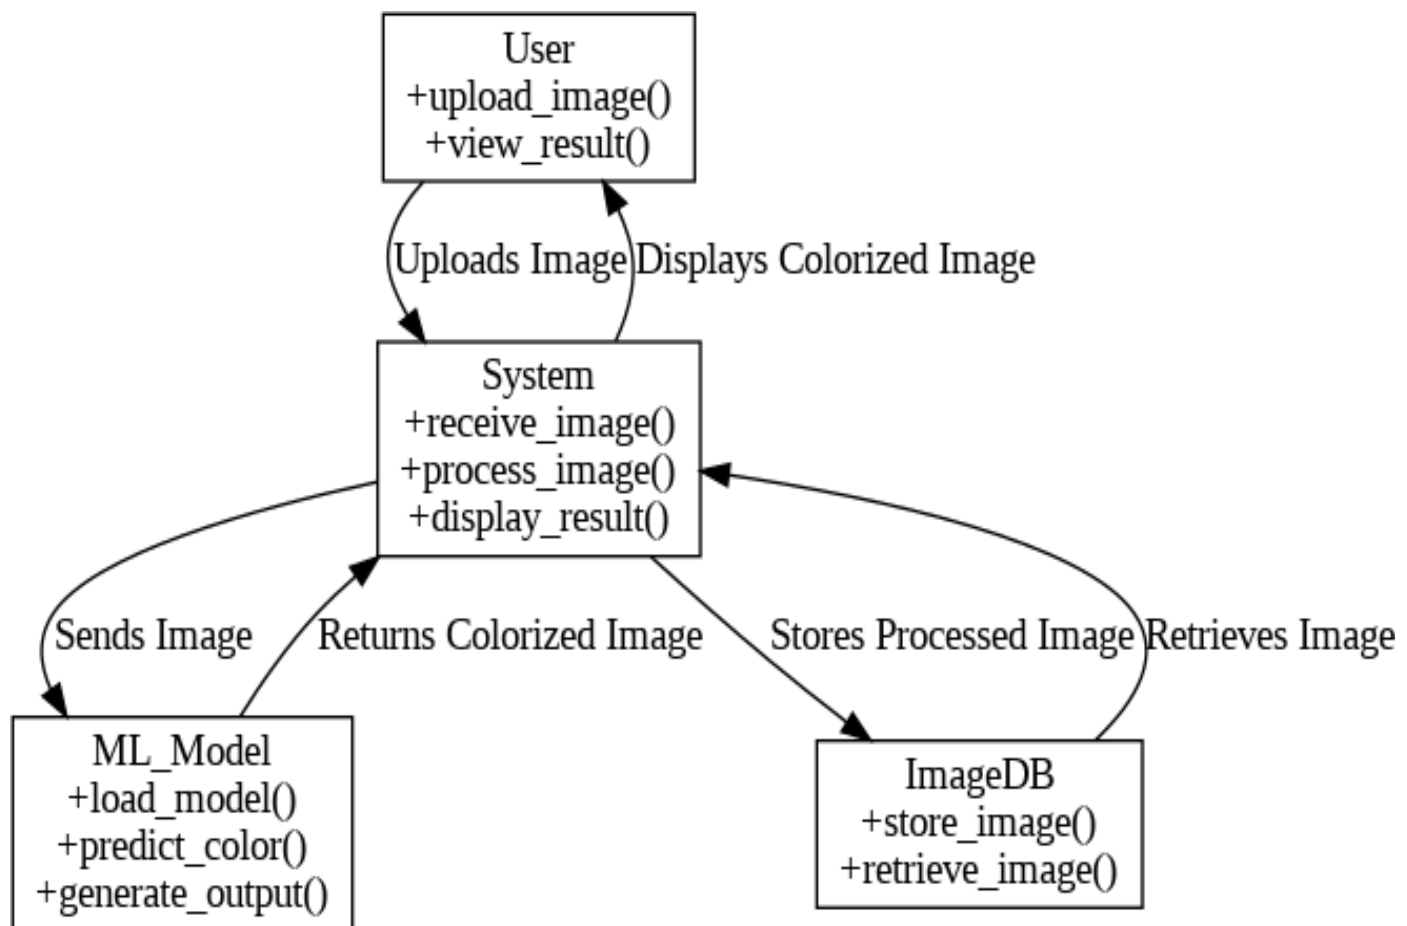 User
+upload_image()
+view_result()
Uploads Image
Displays Colorized Image
System
+receive_image()
+process_image()
+display_result()
Sends Image
Returns Colorized Image
Stores Processed Image
Retrieves Image
ML_Model
+load_model()
+predict_color()
+generate_output()
ImageDB
+store_image()
+retrieve_image()